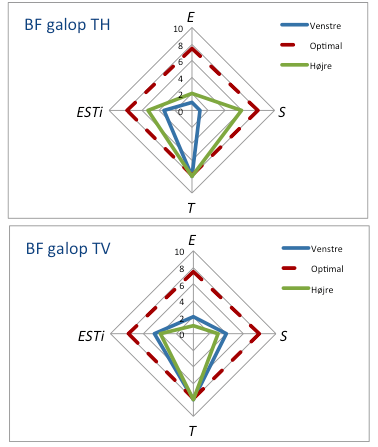 BF galop TH
E
10
8
6
4
2
0
ESTi
S
T
Venstre
Optimal
Højre
BF galop TV
E
10
8
6
4
2
0
ESTi
S
T
Venstre
Optimal
Højre